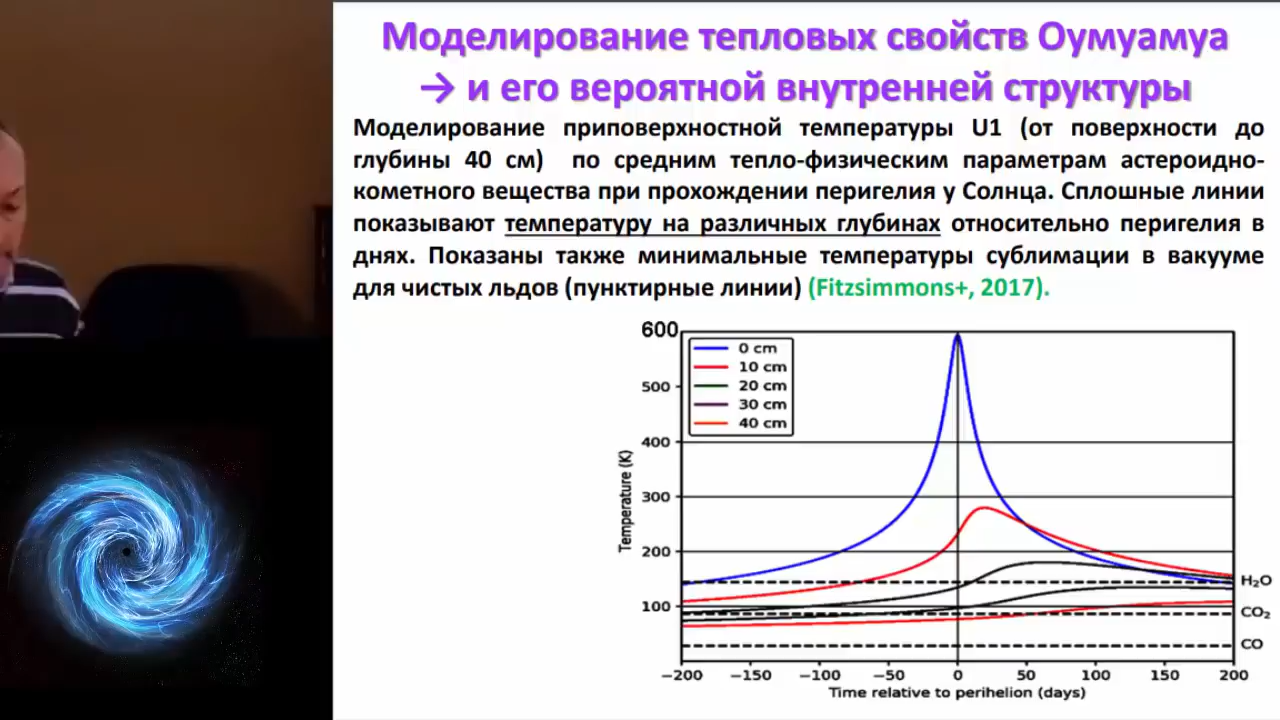 Моделирование тепловых свойств Оумуамуа
→ и его вероятной внутренней структуры
Моделирование приповерхностной температуры U1 (от поверхности до
глубины 40 см) по средним тепло-физическим параметрам астероидно-
кометного вещества при прохождении перигелия у Солнца. Сплошные линии
показывают температуру на различных глубинах относительно перигелия в
днях. Показаны также минимальные температуры сублимации в вакууме
для чистых льдов (пунктирные линии) (Fitzsimmons+, 2017).
600
500
400
300
200
100
Temperature (K)
0 cm
10 cm
20 cm
30 cm
40 cm
H₂O
CO₂
CO
−200 −150 −100 −50 0 50 100 150 200
Time relative to perihelion (days)